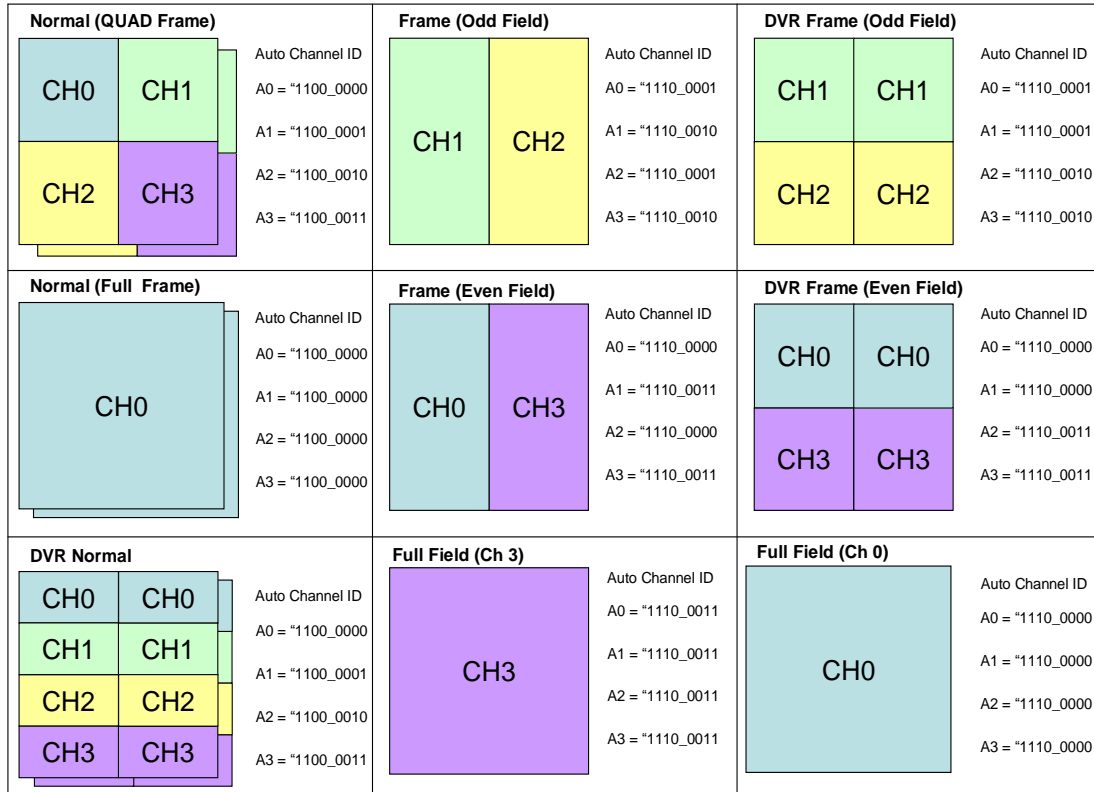 Normal (QUAD Frame)
CH0 CH1
CH2 CH3
Auto Channel ID
A0 = “1100_0000
A1 = “1100_0001
A2 = “1100_0010
A3 = “1100_0011
Frame (Odd Field)
CH1 CH2
Auto Channel ID
A0 = “1110_0001
A1 = “1110_0010
A2 = “1110_0001
A3 = “1110_0010
DVR Frame (Odd Field)
CH1 CH1
CH2 CH2
Auto Channel ID
A0 = “1110_0001
A1 = “1110_0001
A2 = “1110_0010
A3 = “1110_0010
Normal (Full Frame)
CH0
Auto Channel ID
A0 = “1100_0000
A1 = “1100_0000
A2 = “1100_0000
A3 = “1100_0000
Frame (Even Field)
CH0 CH3
Auto Channel ID
A0 = “1110_0000
A1 = “1110_0011
A2 = “1110_0000
A3 = “1110_0011
DVR Frame (Even Field)
CH0 CH0
CH3 CH3
Auto Channel ID
A0 = “1110_0000
A1 = “1110_0000
A2 = “1110_0011
A3 = “1110_0011
DVR Normal
CH0 CH0
CH1 CH1
CH2 CH2
CH3 CH3
Auto Channel ID
A0 = “1100_0000
A1 = “1100_0001
A2 = “1100_0010
A3 = “1100_0011
Full Field (Ch 3)
CH3
Auto Channel ID
A0 = “1110_0011
A1 = “1110_0011
A2 = “1110_0011
A3 = “1110_0011
Full Field (Ch 0)
CH0
Auto Channel ID
A0 = “1110_0000
A1 = “1110_0000
A2 = “1110_0000
A3 = “1110_0000